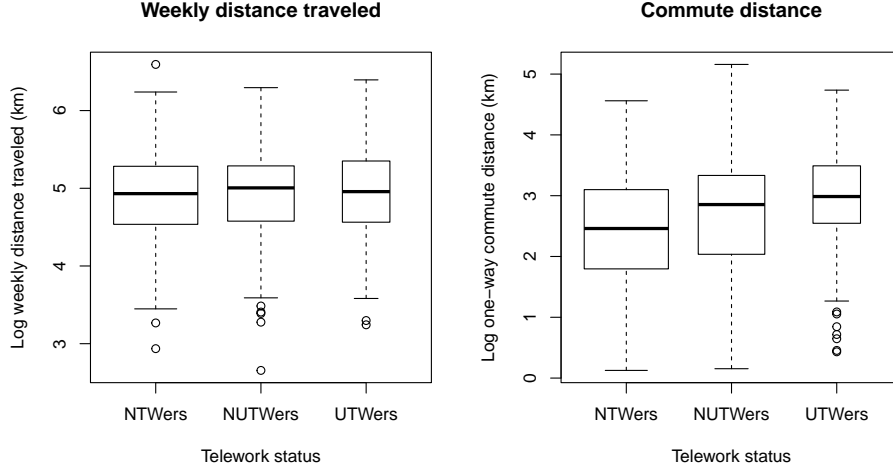 Weekly distance traveled
Log weekly distance traveled (km)
6
5
4
3
NTWers NUTWers UTWers
Telework status
Commute distance
Log one−way commute distance (km)
5
4
3
2
1
0
NTWers NUTWers UTWers
Telework status